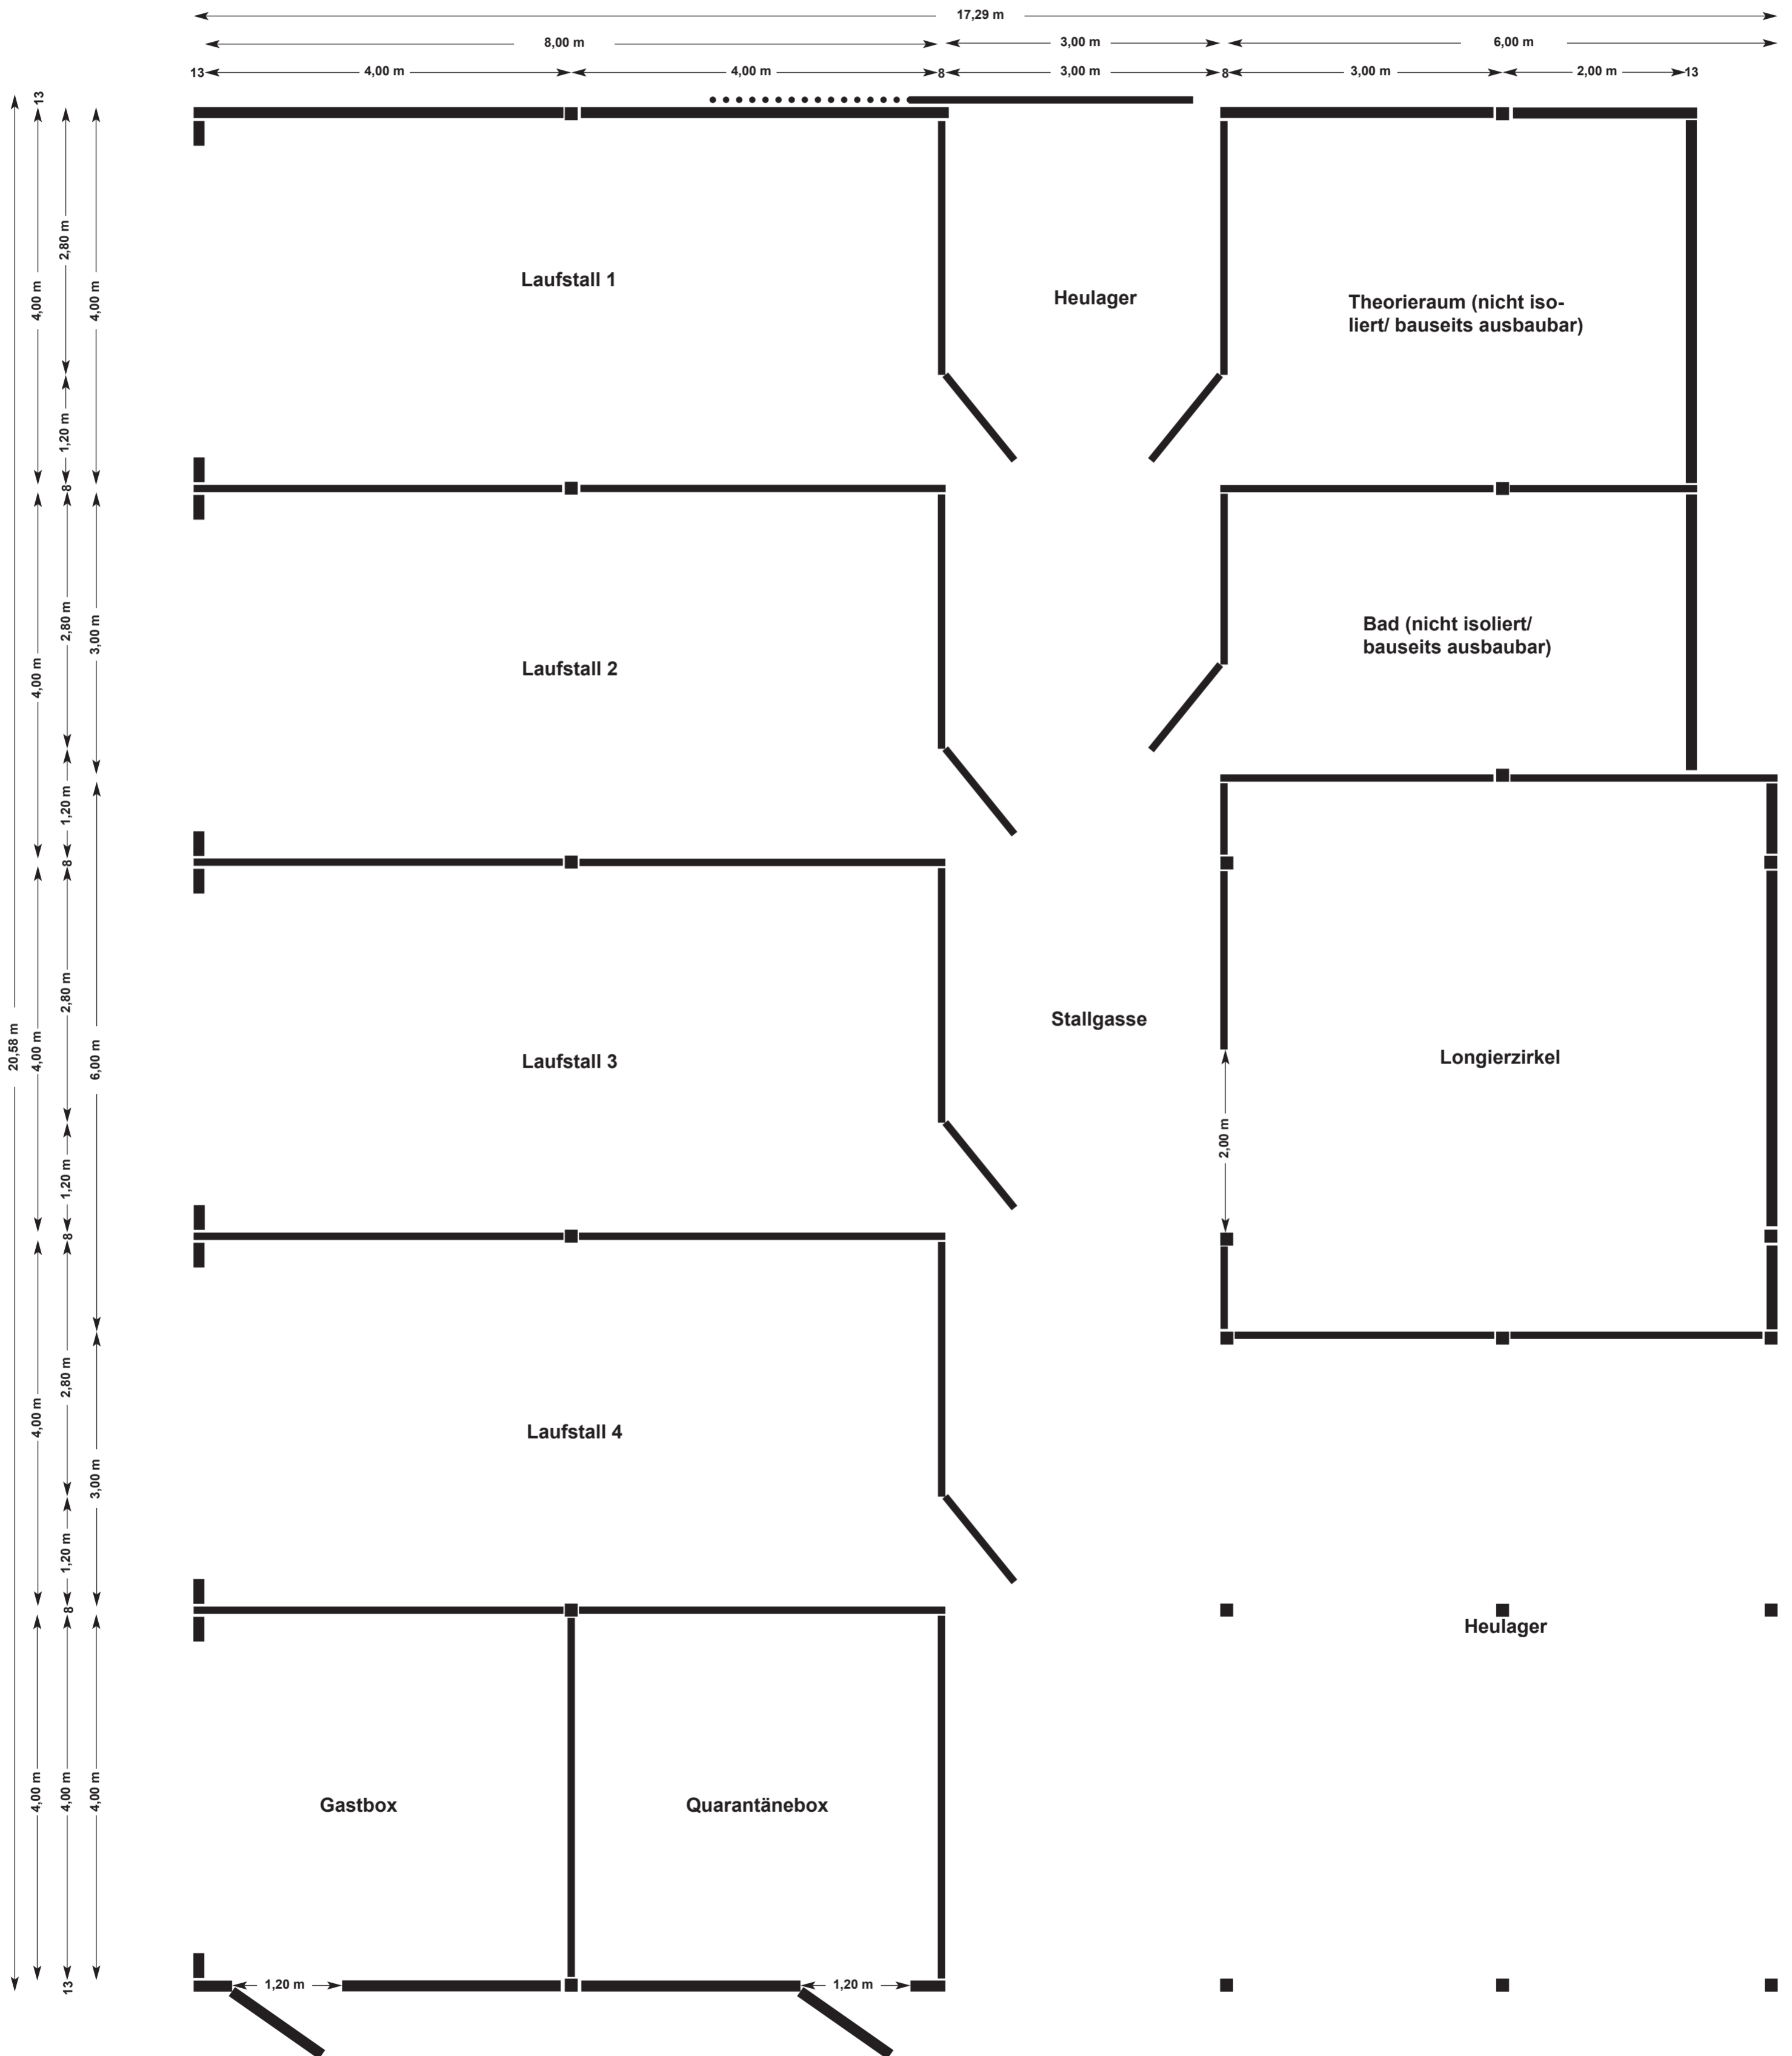 17,29 m
8,00 m
3,00 m
6,00 m
13
4,00 m
4,00 m
8
3,00 m
8
3,00 m
2,00 m
13
13
2,80 m
4,00 m
4,00 m
1,20 m
8
Laufstall 1
Heulager
Theorieraum (nicht iso-
liert/ bauseits ausbaubar)
2,80 m
3,00 m
4,00 m
1,20 m
8
Laufstall 2
Bad (nicht isoliert/
bauseits ausbaubar)
2,80 m
20,58 m
4,00 m
6,00 m
1,20 m
8
Laufstall 3
Stallgasse
Longierzirkel
2,00 m
2,80 m
4,00 m
3,00 m
1,20 m
8
Laufstall 4
Heulager
4,00 m
4,00 m
4,00 m
Gastbox
Quarantänebox
13
1,20 m
1,20 m